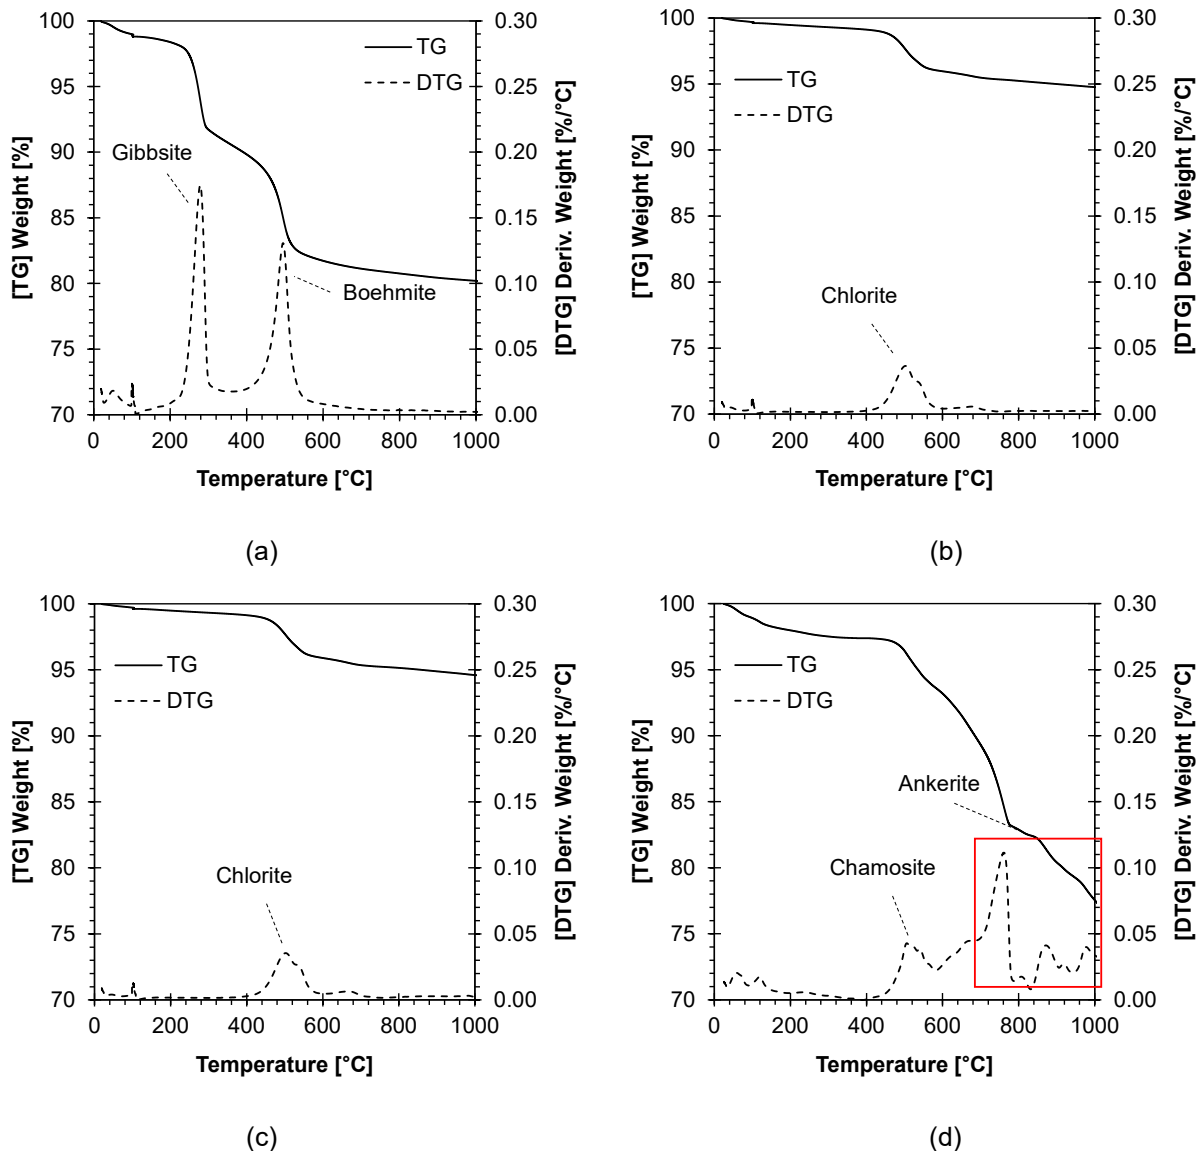 100
95
90
85
80
75
70
[TG] Weight [%]
0.30
0.25
0.20
0.15
0.10
0.05
0.00
[DTG] Deriv. Weight [%/°C]
TG
DTG
Gibbsite
Boehmite
0 200 400 600 800 1000
Temperature [°C]
(a)
100
95
90
85
80
75
70
[TG] Weight [%]
0.30
0.25
0.20
0.15
0.10
0.05
0.00
[DTG] Deriv. Weight [%/°C]
TG
DTG
Chlorite
0 200 400 600 800 1000
Temperature [°C]
(b)
100
95
90
85
80
75
70
[TG] Weight [%]
0.30
0.25
0.20
0.15
0.10
0.05
0.00
[DTG] Deriv. Weight [%/°C]
TG
DTG
Chlorite
0 200 400 600 800 1000
Temperature [°C]
(c)
100
95
90
85
80
75
70
[TG] Weight [%]
0.30
0.25
0.20
0.15
0.10
0.05
0.00
[DTG] Deriv. Weight [%/°C]
TG
DTG
Ankerite
Chamosite
0 200 400 600 800 1000
Temperature [°C]
(d)